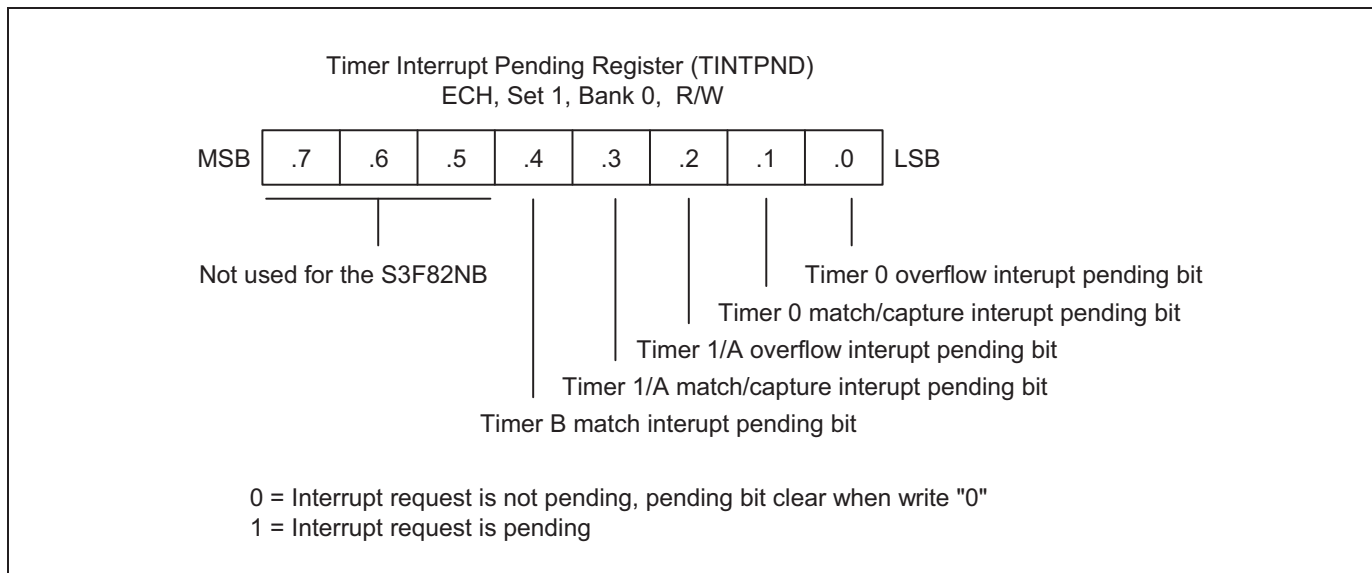 Timer Interrupt Pending Register (TINTPND)
ECH, Set 1, Bank 0, R/W
MSB .7 .6 .5 .4 .3 .2 .1 .0 LSB
Not used for the S3F82NB
Timer 0 overflow interupt pending bit
Timer 0 match/capture interupt pending bit
Timer 1/A overflow interupt pending bit
Timer 1/A match/capture interupt pending bit
Timer B match interupt pending bit
0 = Interrupt request is not pending, pending bit clear when write "0"
1 = Interrupt request is pending